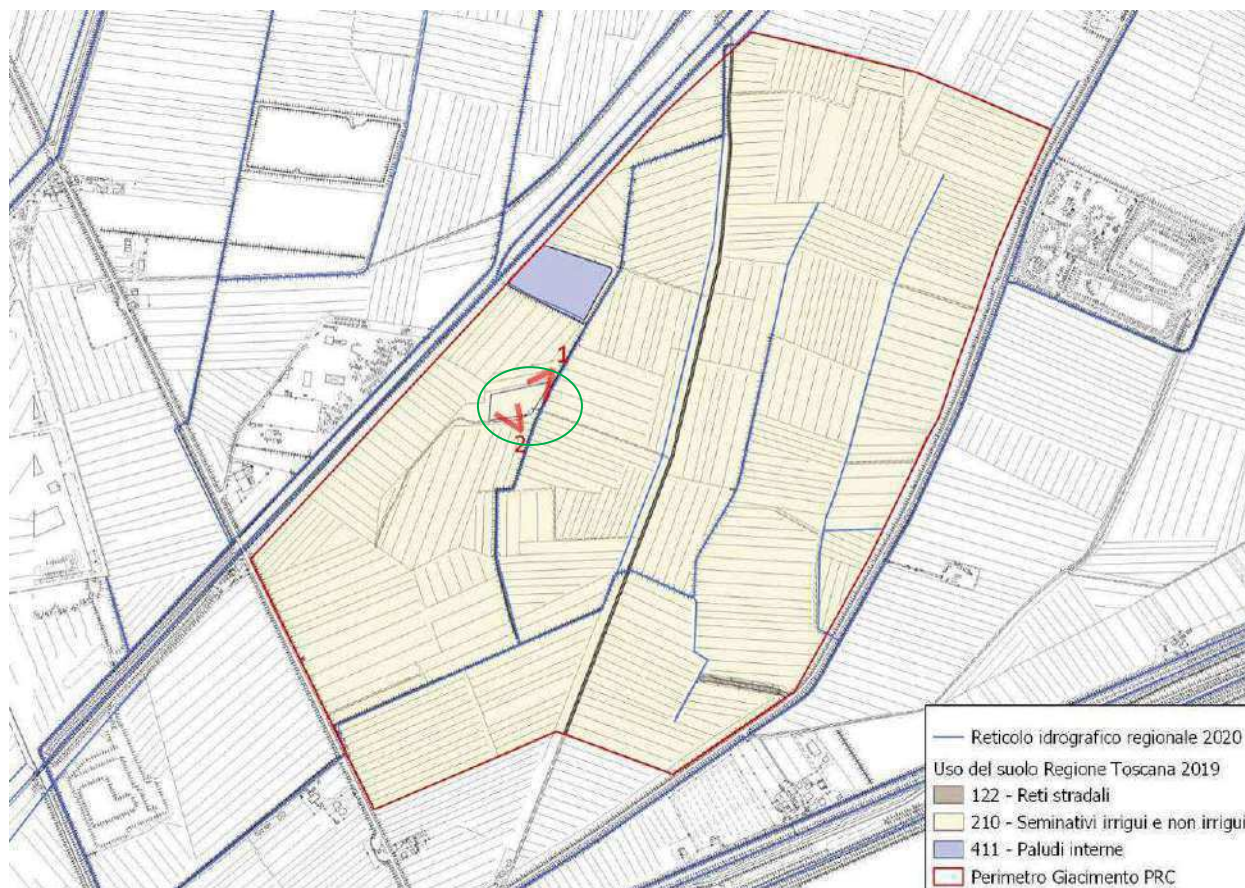 1
2
Reticolo idrografico regionale 2020
Uso del suolo Regione Toscana 2019
122 - Reti stradali
210 - Seminativi irrigui e non irrigui
411 - Paludi interne
Perimetro Giacimento PRC